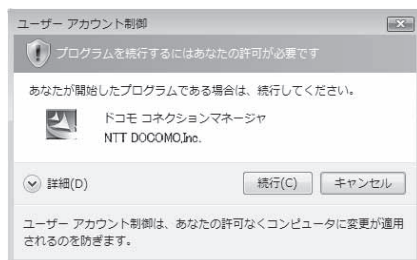 ユーザー アカウント制御
プログラムを続行するにはあなたの許可が必要です
あなたが開始したプログラムである場合は、続行してください。
ドコモ コネクションマネージャ
NTT DOCOMO,Inc.
詳細(D)
続行(C)
キャンセル
ユーザー アカウント制御は、あなたの許可なくコンピュータに変更が適用
されるのを防ぎます。